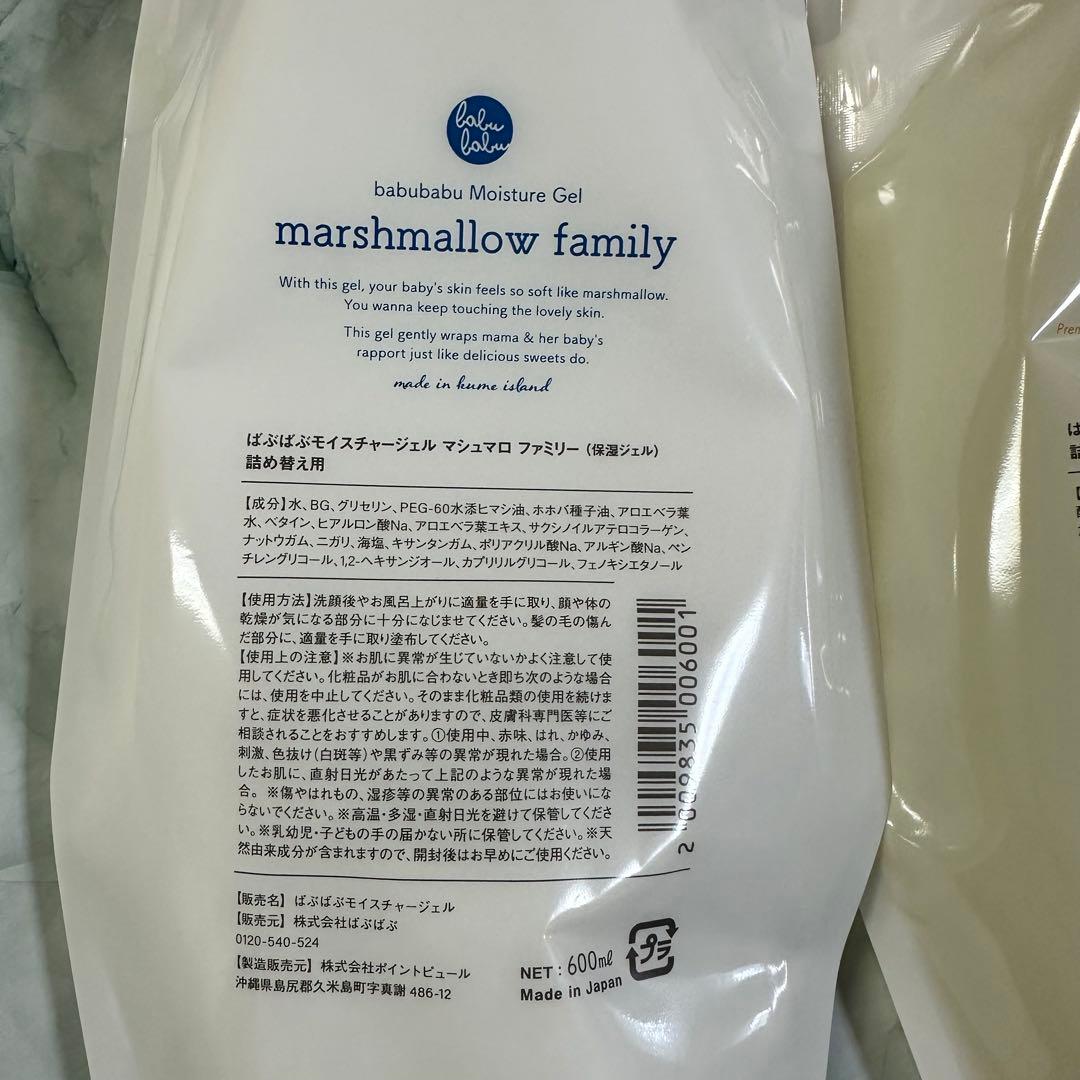 babu
babu
babubabu Moisture Gel
marshmallow family
With this gel, your baby's skin feels so soft like marshmallow.
You wanna keep touching the lovely skin.
This gel gently wraps mama & her baby's
rapport just like delicious sweets do.
made in kume island
ばぶばぶモイスチャージェル マシュマロ ファミリー（保湿ジェル）
詰め替え用
【成分】水、BG、グリセリン、PEG-60水添ヒマシ油、ホホバ種子油、アロエベラ葉
水、ベタイン、ヒアルロン酸Na、アロエベラ葉エキス、サクシノイルアテロコラーゲン、
ナットウガム、ニガリ、海塩、キサンタンガム、ポリアクリル酸Na、アルギン酸Na、ペン
チレングリコール、1,2-ヘキサンジオール、カプリリルグリコール、フェノキシエタノール
【使用方法】洗顔後やお風呂上がりに適量を手に取り、顔や体の
乾燥が気になる部分に十分になじませてください。髪の毛の傷ん
だ部分に、適量を手に取り塗布してください。
【使用上の注意】※お肌に異常が生じていないかよく注意して使
用してください。化粧品がお肌に合わないとき即ち次のような場合
には、使用を中止してください。そのまま化粧品類の使用を続けま
すと、症状を悪化させることがありますので、皮膚科専門医等にご
相談されることをおすすめします。①使用中、赤味、はれ、かゆみ、
刺激、色抜け（白斑等）や黒ずみ等の異常が現れた場合。②使用
したお肌に、直射日光があたって上記のような異常が現れた場
合。 ※傷やはれもの、湿疹等の異常のある部位にはお使いにな
らないでください。※高温・多湿・直射日光を避けて保管してくださ
い。※乳幼児・子どもの手の届かない所に保管してください。※天
然由来成分が含まれますので、開封後はお早めにご使用ください。
2 009835 006001
【販売名】 ばぶばぶモイスチャージェル
【販売元】 株式会社ばぶばぶ
0120-540-524
【製造販売元】 株式会社ポイントピュール
沖縄県島尻郡久米島町字真謝 486-12
NET : 600ml
Made in Japan
プラ
Prem
ば
詰